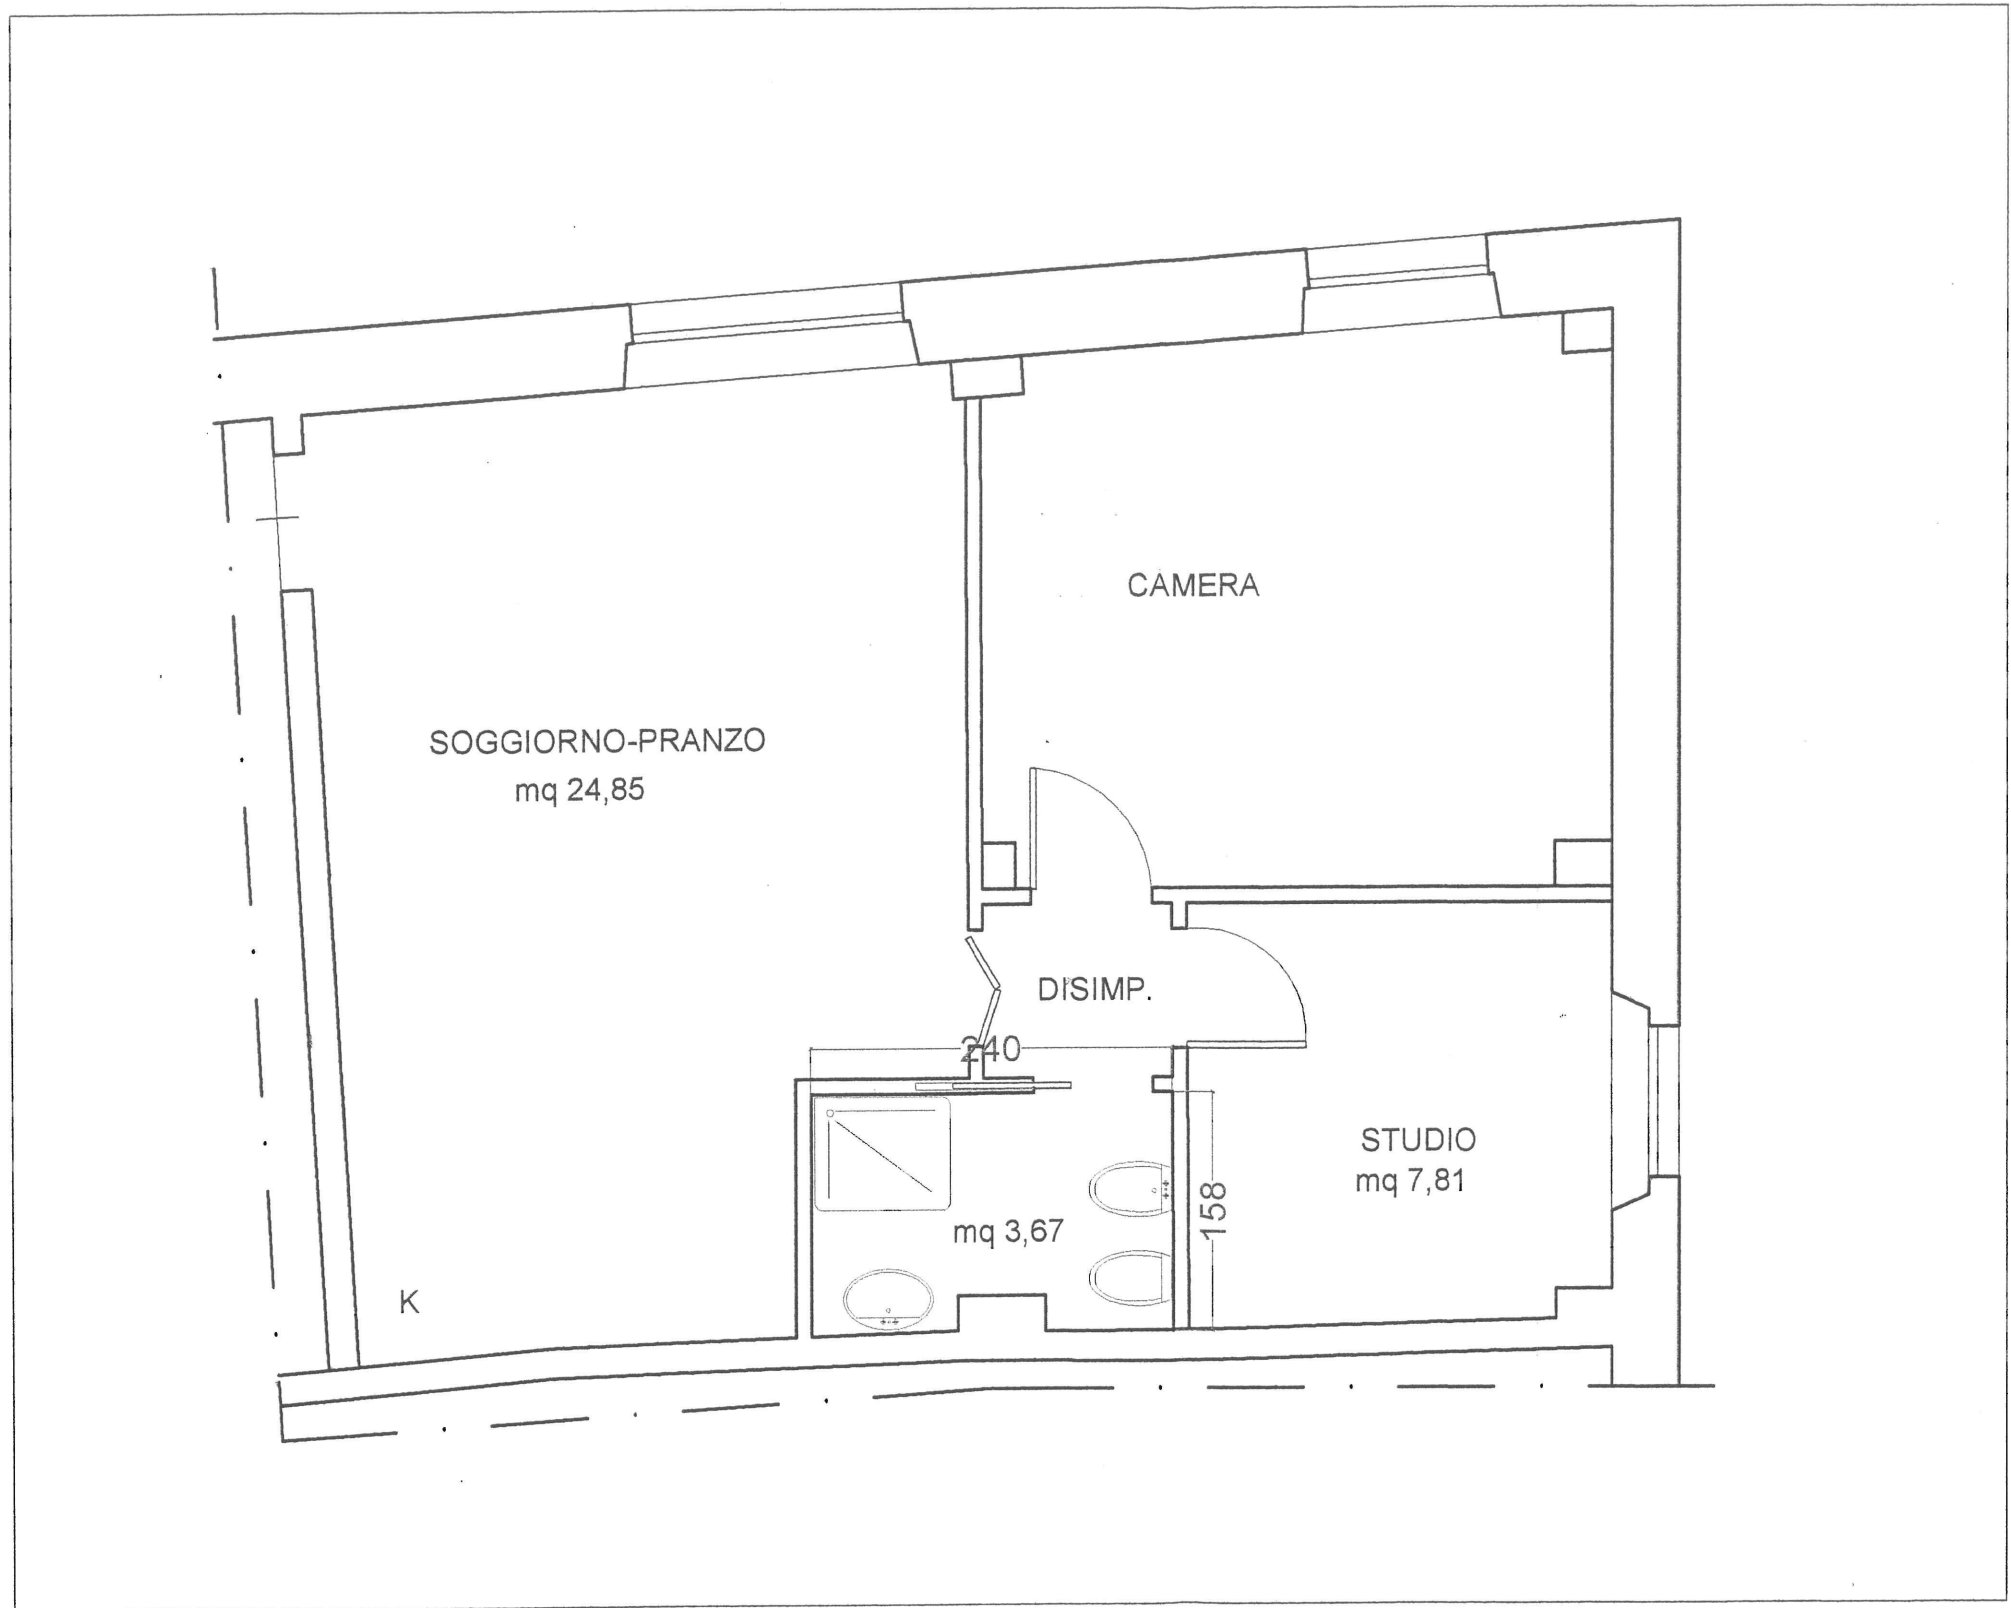 CAMERA
SOGGIORNO-PRANZO
mq 24,85
DISIMP.
240
STUDIO
mq 7,81
158
mq 3,67
K